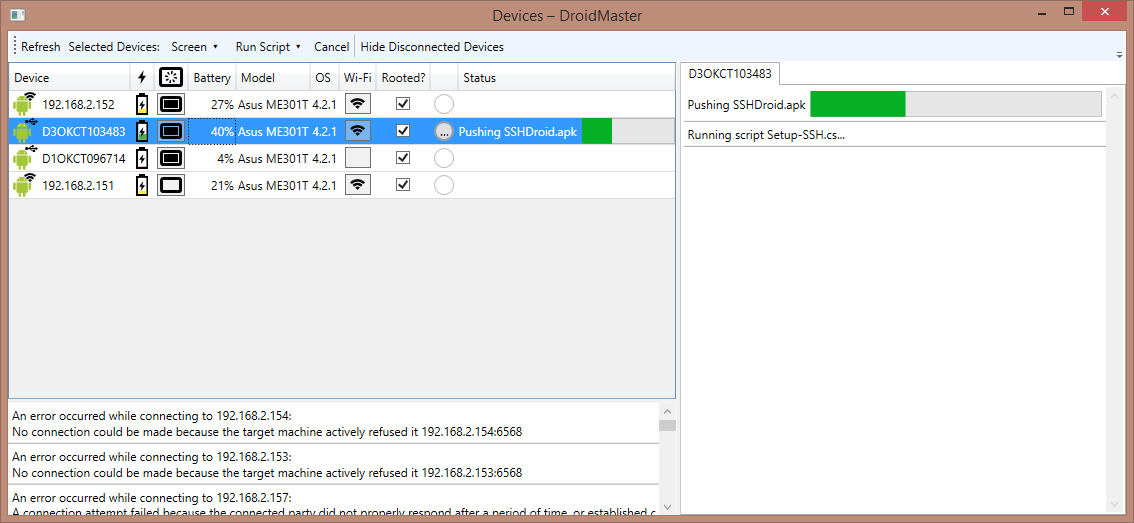 Devices – DroidMaster
Refresh Selected Devices: Screen Run Script Cancel Hide Disconnected Devices
Device Battery Model OS Wi-Fi Rooted? Status
192.168.2.152 27% Asus ME301T 4.2.1
D3OKCT103483 40% Asus ME301T 4.2.1 ... Pushing SSHDroid.apk
D1OKCT096714 4% Asus ME301T 4.2.1
192.168.2.151 21% Asus ME301T 4.2.1
An error occurred while connecting to 192.168.2.154:
No connection could be made because the target machine actively refused it 192.168.2.154:6568
An error occurred while connecting to 192.168.2.153:
No connection could be made because the target machine actively refused it 192.168.2.153:6568
An error occurred while connecting to 192.168.2.157:
A connection attempt failed because the connected party did not properly respond after a period of time, or established c
D3OKCT103483
Pushing SSHDroid.apk
Running script Setup-SSH.cs...